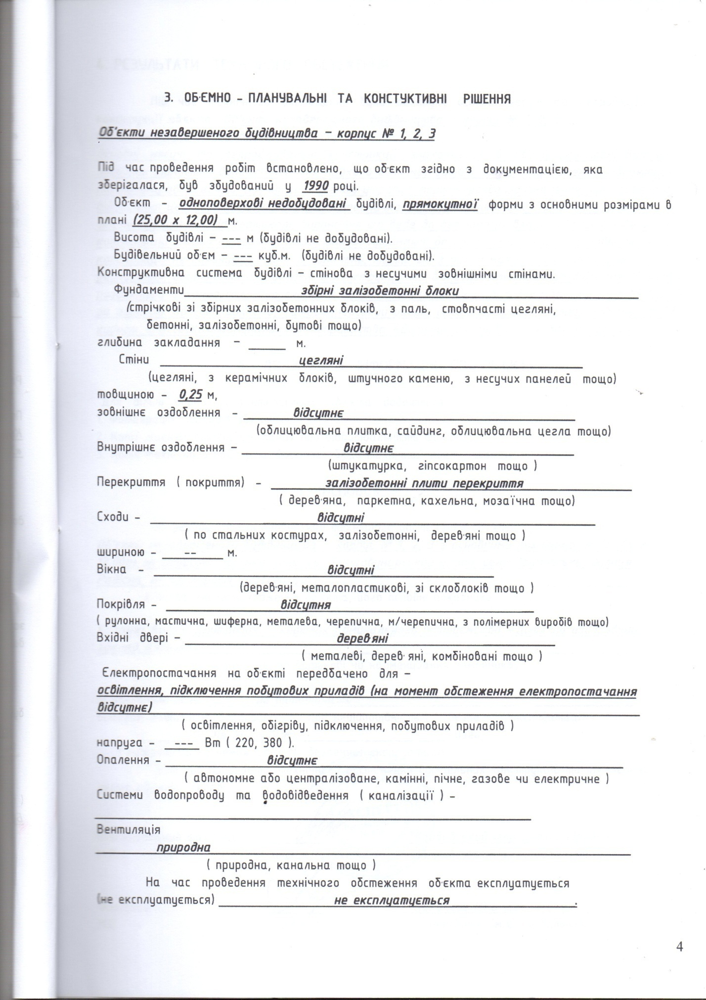 3. ОБ'ЄМНО - ПЛАНУВАЛЬНІ ТА КОНСТУКТИВНІ РІШЕННЯ
Об'єкти незавершеного будівництва - корпус № 1, 2, 3
Під час проведення робіт встановлено, що об'єкт згідно з документацією, яка
зберігалася, був збудований у 1990 році.
Об'єкт - одноповерхові недобудовані будівлі, прямокутної форми з основними розмірами в
плані (25,00 х 12,00) м.
Висота будівлі - --- м (будівлі не добудовані).
Будівельний об'єм - --- куб.м. (будівлі не добудовані).
Конструктивна система будівлі - стінова з несучими зовнішніми стінами.
Фундаменти збірні залізобетонні блоки
(стрічкові зі збірних залізобетонних блоків, з паль, стовпчасті цегляні,
бетонні, залізобетонні, бутові тощо)
глибина закладання - _____ м.
Стіни цегляні
(цегляні, з керамічних блоків, штучного каменю, з несучих панелей тощо)
товщиною - 0,25 м,
зовнішнє оздоблення - відсутнє
(облицювальна плитка, сайдинг, облицювальна цегла тощо)
Внутрішнє оздоблення - відсутнє
(штукатурка, гіпсокартон тощо )
Перекриття ( покриття) - залізобетонні плити перекриття
( дерев'яна, паркетна, кахельна, мозаїчна тощо)
Сходи - відсутні
( по стальних костурах, залізобетонні, дерев'яні тощо )
шириною - -- м.
Вікна - відсутні
(дерев'яні, металопластикові, зі склоблоків тощо )
Покрівля - відсутня
( рулонна, мастична, шиферна, металева, черепична, м/черепична, з полімерних виробів тощо)
Вхідні двері - дерев'яні
( металеві, дерев' яні, комбіновані тощо )
Електропостачання на об'єкті передбачено для -
освітлення, підключення побутових приладів (на момент обстеження електропостачання
відсутнє)
( освітлення, обігріву, підключення, побутових приладів )
напруга - --- Вт ( 220, 380 ).
Опалення - відсутнє
( автономне або централізоване, камінні, пічне, газове чи електричне )
Системи водопроводу та водовідведення ( каналізації ) -
Вентиляція
природна
( природна, канальна тощо )
На час проведення технічного обстеження об'єкта експлуатується
(не експлуатується) не експлуатується.
4